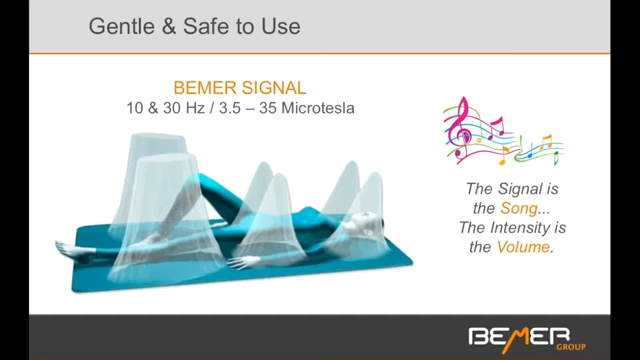 Gentle & Safe to Use
BEMER SIGNAL
10 & 30 Hz / 3.5 – 35 Microtesla
The Signal is
the Song...
The Intensity is
the Volume.
BEMER
GROUP